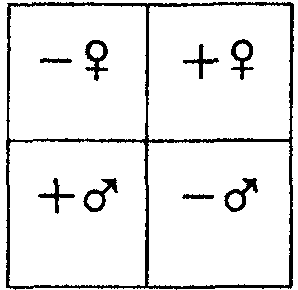 − ♀ + ♀
+ ♂ − ♂